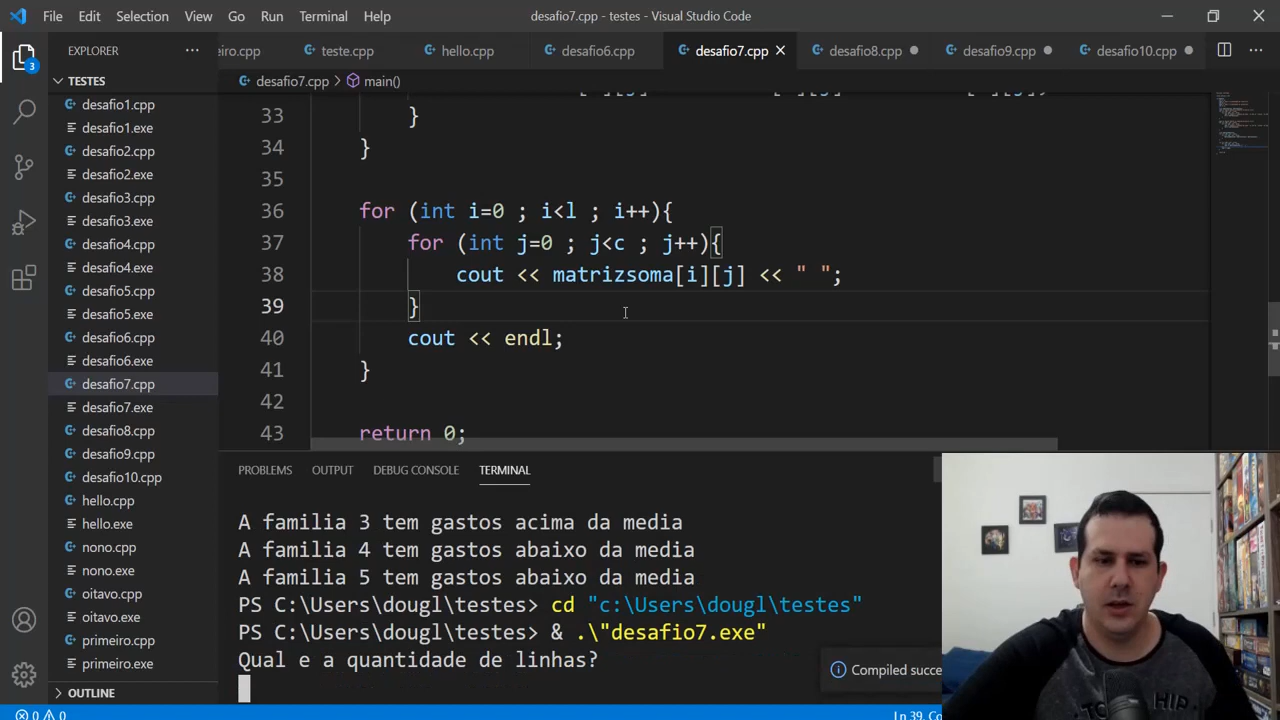 File Edit Selection View Go Run Terminal Help desafio7.cpp - testes - Visual Studio Code
EXPLORER ...
eiro.cpp teste.cpp hello.cpp desafio6.cpp desafio7.cpp desafio8.cpp desafio9.cpp desafio10.cpp ...
3
TESTES
desafio7.cpp > main()
desafio1.cpp
desafio1.exe
desafio2.cpp
desafio2.exe
desafio3.cpp
desafio3.exe
desafio4.cpp
desafio4.exe
desafio5.cpp
desafio5.exe
desafio6.cpp
desafio6.exe
desafio7.cpp
desafio7.exe
desafio8.cpp
desafio9.cpp
desafio10.cpp
hello.cpp
hello.exe
nono.cpp
nono.exe
oitavo.cpp
oitavo.exe
primeiro.cpp
primeiro.exe
OUTLINE
33 }
34 }
35
36 for (int i=0 ; i<l ; i++){
37 for (int j=0 ; j<c ; j++){
38 cout << matrizsoma[i][j] << " ";
39 }
40 cout << endl;
41 }
42
43 return 0;
PROBLEMS OUTPUT DEBUG CONSOLE TERMINAL
A familia 3 tem gastos acima da media
A familia 4 tem gastos abaixo da media
A familia 5 tem gastos abaixo da media
PS C:\Users\dougl\testes> cd "c:\Users\dougl\testes"
PS C:\Users\dougl\testes> & .\"desafio7.exe"
Qual e a quantidade de linhas?
Compiled succe
0 0
Ln 39, Co